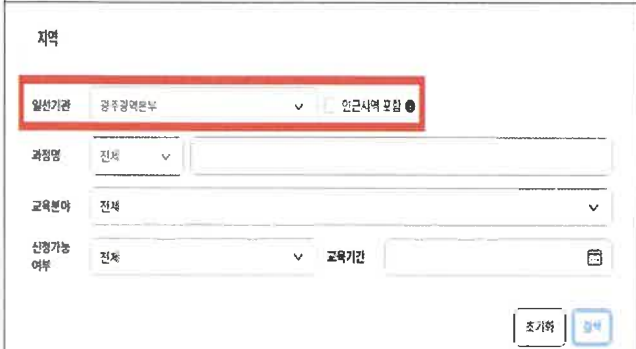 지역
일선기관 광주광역본부 인근지역 포함
과정명 전체
교육분야 전체
신청가능 여부 전체 교육기간
초기화 검색